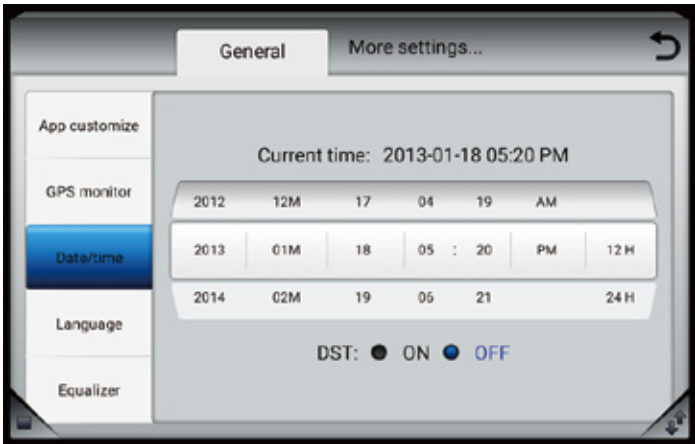 General
More settings...
App customize
GPS monitor
Date/time
Language
Equalizer
Current time: 2013-01-18 05:20 PM
2012 12M 17 04 19 AM
2013 01M 18 05 : 20 PM 12 H
2014 02M 19 06 21 24 H
DST: ON OFF